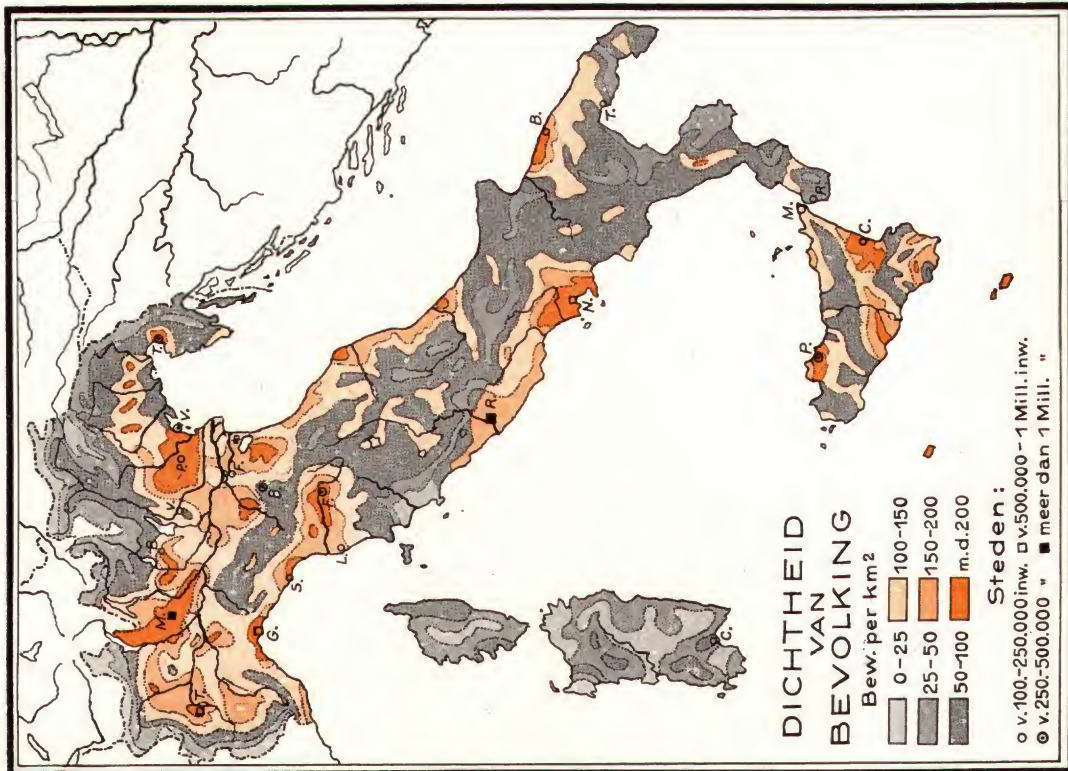 DICHTHEID
VAN
BEVOLKING
Bew. per km²
0-25
25-50
50-100
100-150
150-200
m.d.200
Steden:
o v.100.-250.000 inw. □ v.500.000-1 Mill. inw.
⊙ v.250.-500.000 " ■ meer dan 1 Mill. "
M.
G.
S.
L.
F.
B.
V.
P.
T.
F.
R.
N.
B.
T.
M.
R.
C.
P.
C.